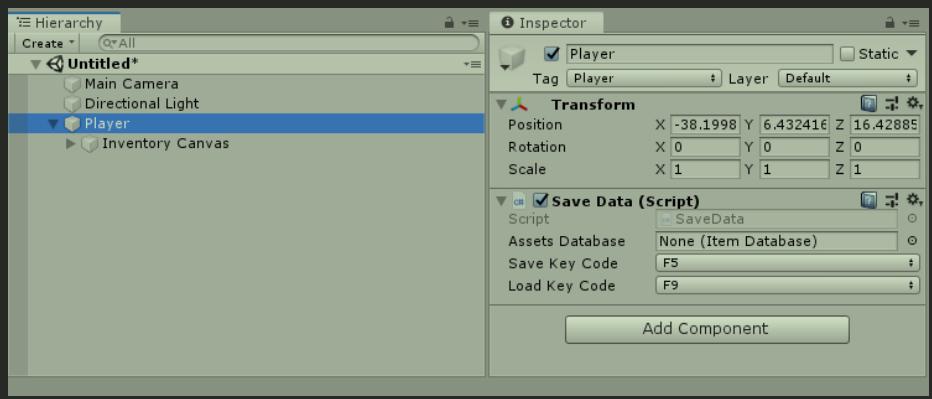 Hierarchy
Create
All
Untitled*
Main Camera
Directional Light
Player
Inventory Canvas
Inspector
Player
Static
Tag Player Layer Default
Transform
Position X -38.1998 Y 6.432416 Z 16.42885
Rotation X 0 Y 0 Z 0
Scale X 1 Y 1 Z 1
C# Save Data (Script)
Script SaveData
Assets Database None (Item Database)
Save Key Code F5
Load Key Code F9
Add Component